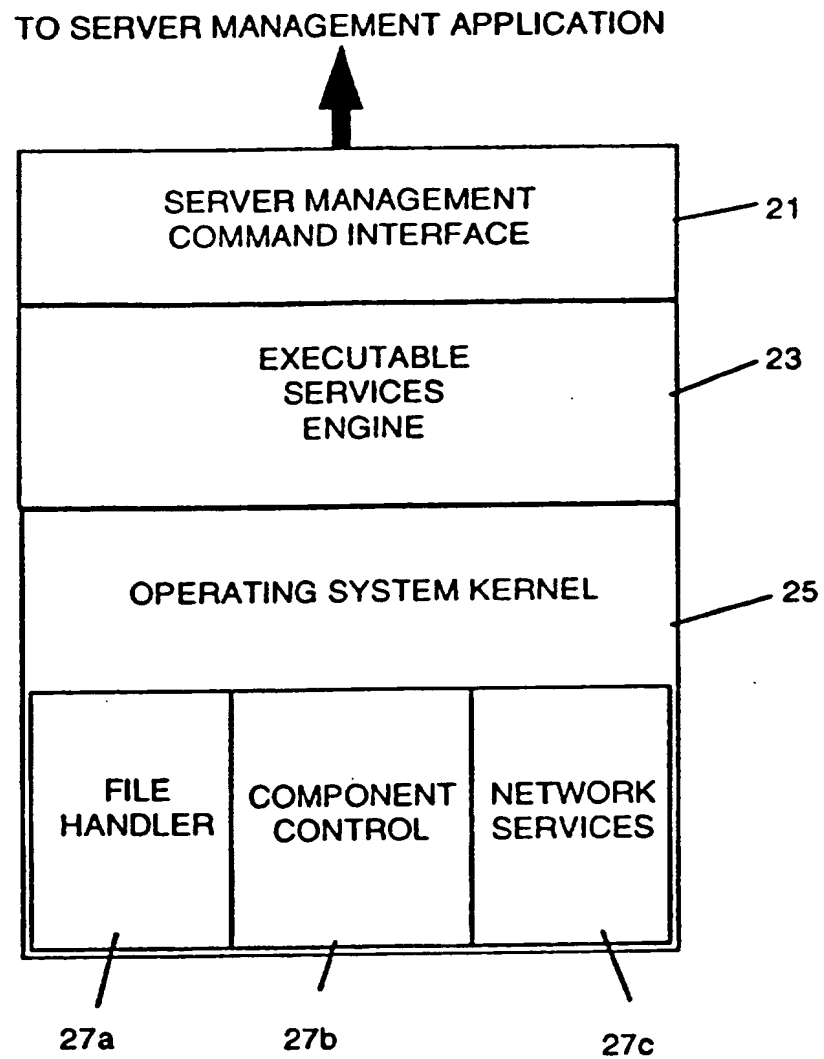 TO SERVER MANAGEMENT APPLICATION
SERVER MANAGEMENT
COMMAND INTERFACE
21
EXECUTABLE
SERVICES
ENGINE
23
OPERATING SYSTEM KERNEL
25
FILE
HANDLER
COMPONENT
CONTROL
NETWORK
SERVICES
27a
27b
27c